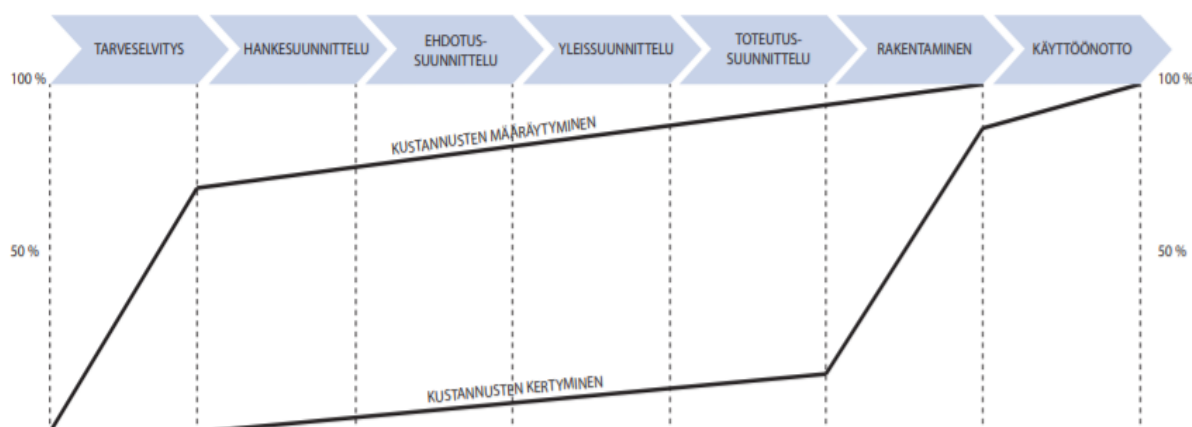 TARVESELVITYS
HANKESUUNNITTELU
EHDOTUS-
SUUNNITTELU
YLEISSUUNNITTELU
TOTEUTUS-
SUUNNITTELU
RAKENTAMINEN
KÄYTTÖÖNOTTO
100 %
100 %
KUSTANNUSTEN MÄÄRÄYTYMINEN
50 %
50 %
KUSTANNUSTEN KERTYMINEN